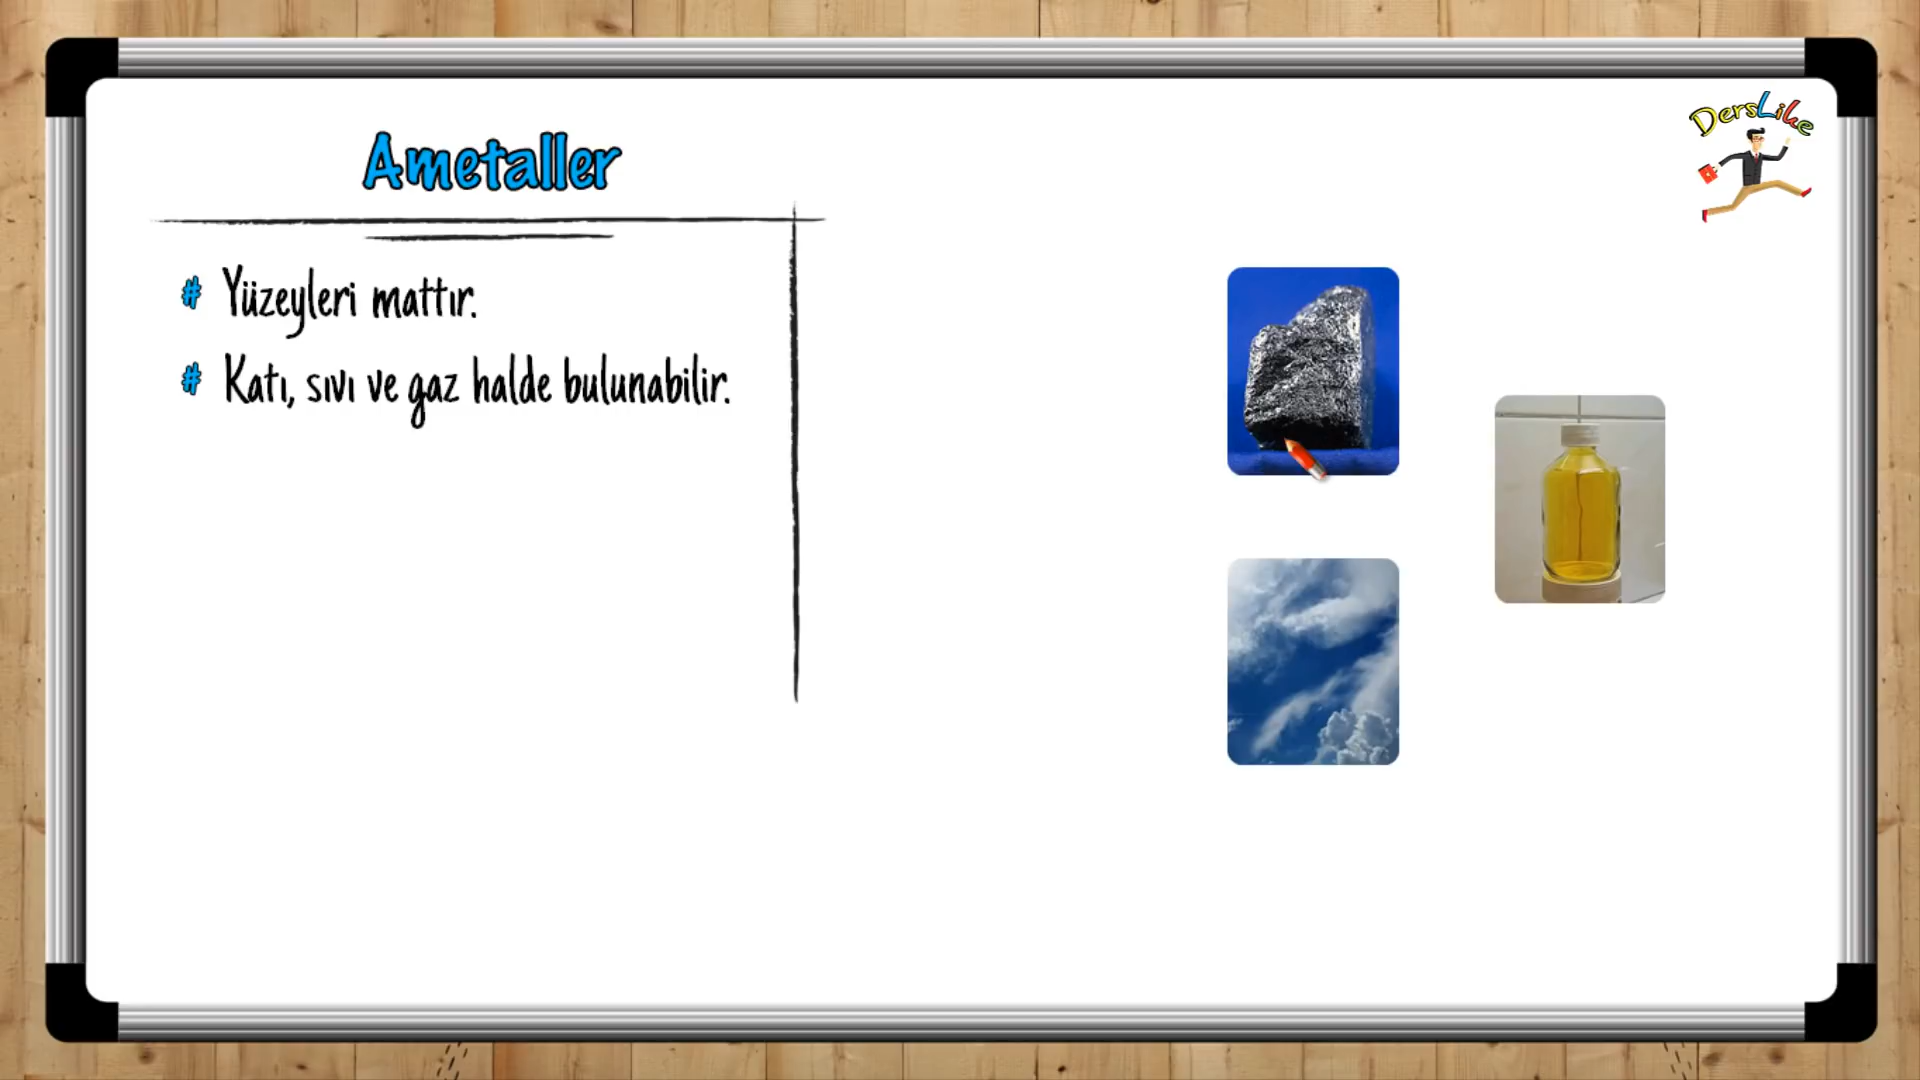 DersLike
Ametaller
# Yüzeyleri mattır.
# Katı, sıvı ve gaz halde bulunabilir.